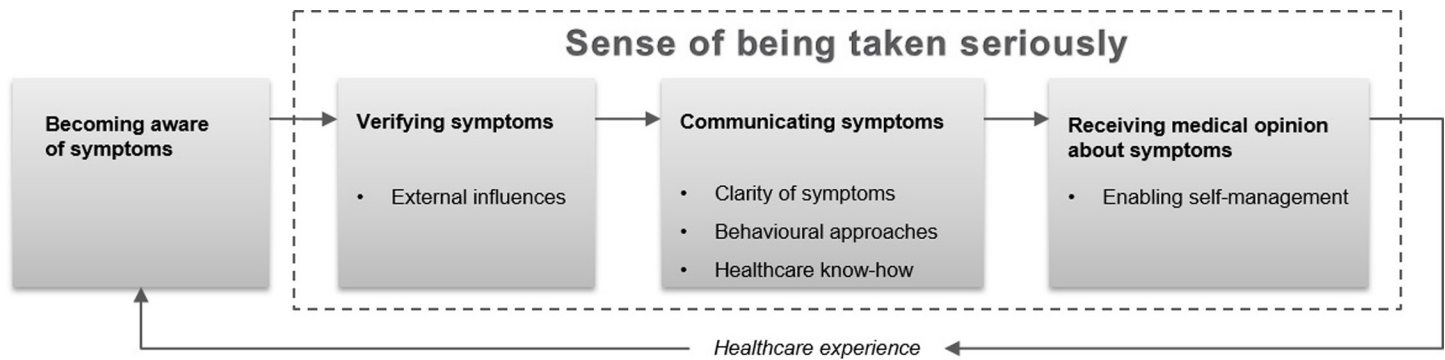 Sense of being taken seriously
Becoming aware
of symptoms
Verifying symptoms
• External influences
Communicating symptoms
• Clarity of symptoms
• Behavioural approaches
• Healthcare know-how
Receiving medical opinion
about symptoms
• Enabling self-management
Healthcare experience